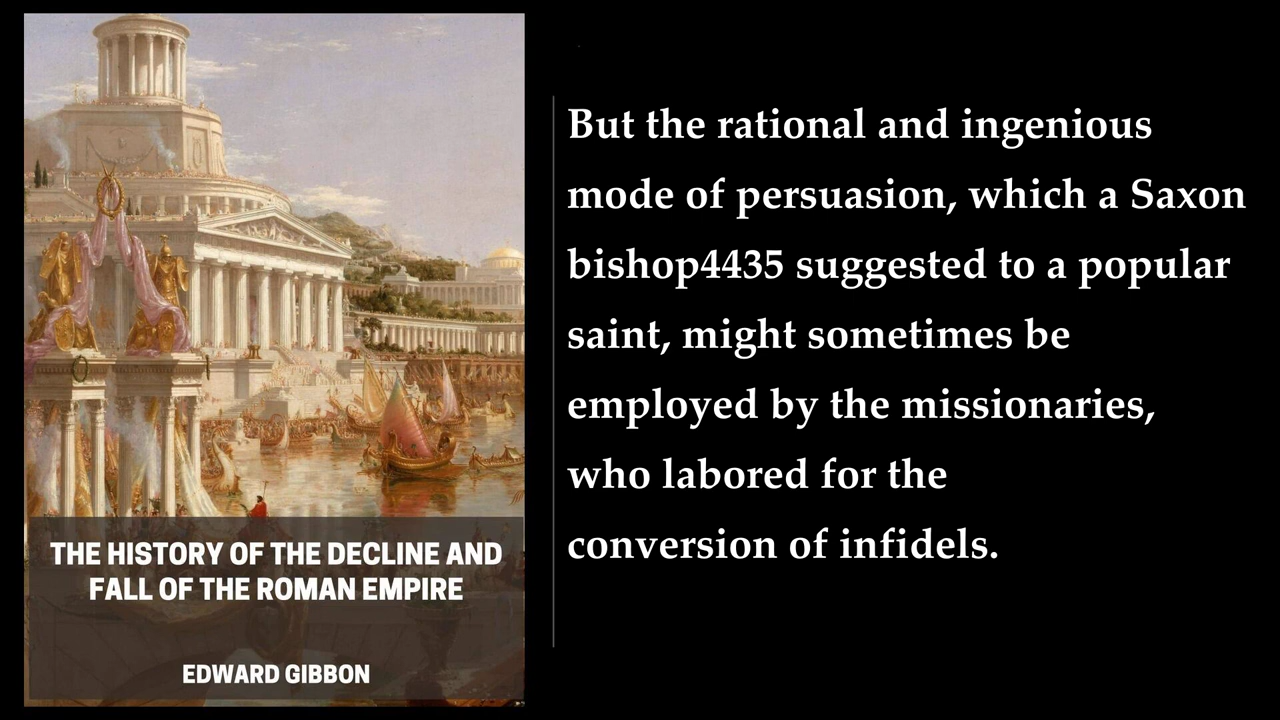 THE HISTORY OF THE DECLINE AND
FALL OF THE ROMAN EMPIRE
EDWARD GIBBON
But the rational and ingenious
mode of persuasion, which a Saxon
bishop4435 suggested to a popular
saint, might sometimes be
employed by the missionaries,
who labored for the
conversion of infidels.